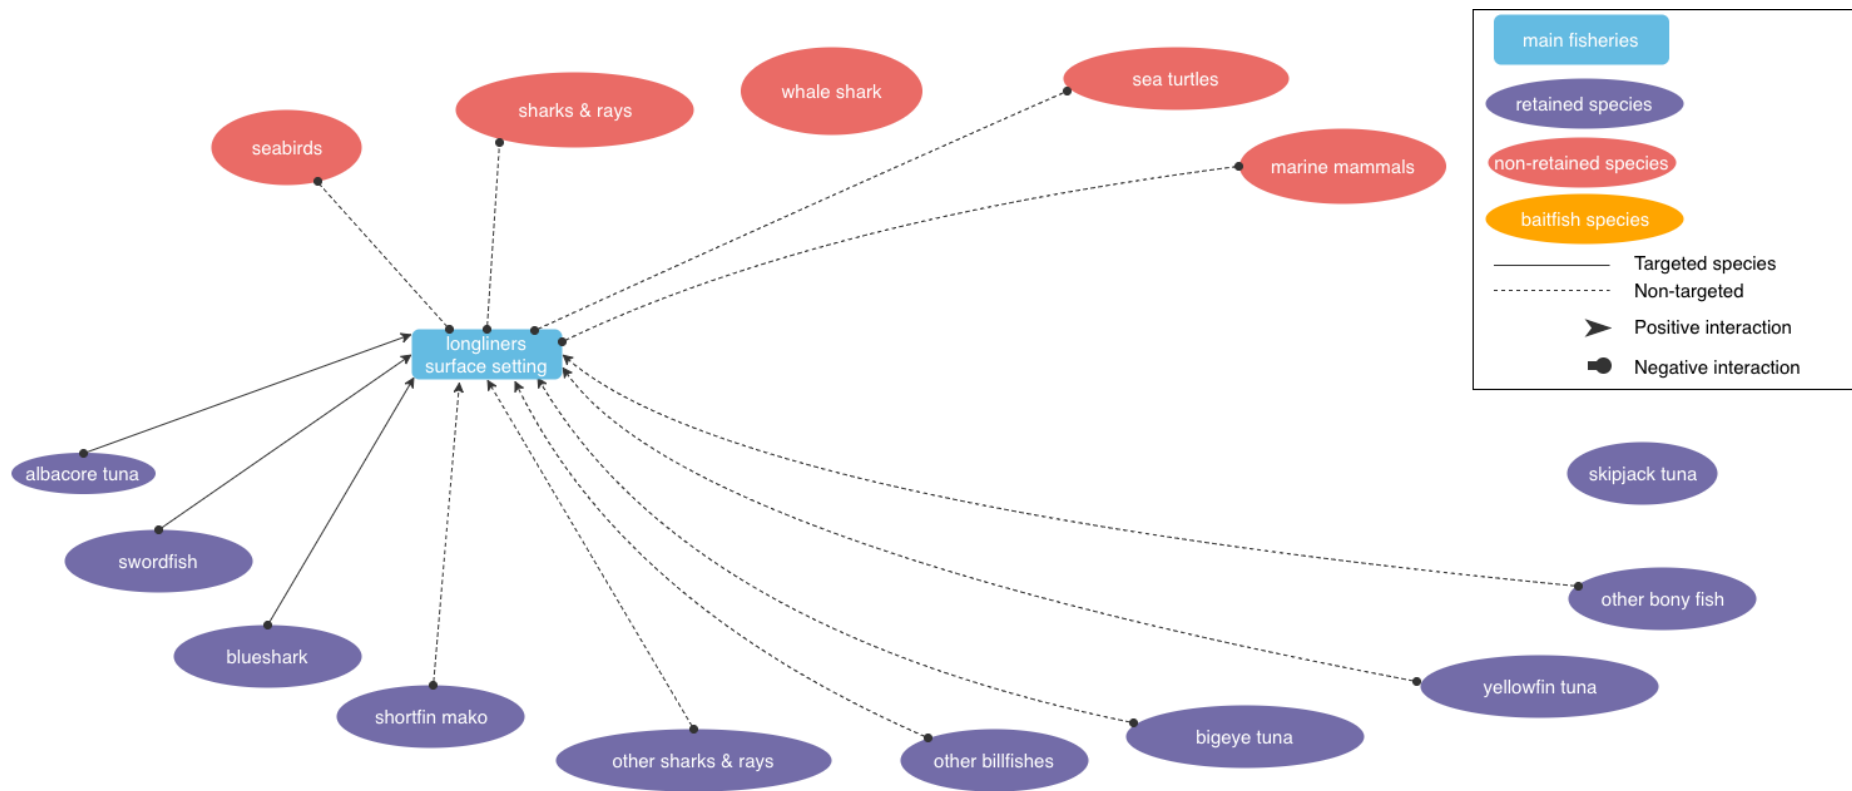 main fisheries
retained species
non-retained species
baitfish species
Targeted species
Non-targeted
Positive interaction
Negative interaction
whale shark
sea turtles
sharks & rays
seabirds
marine mammals
longliners
surface setting
albacore tuna
skipjack tuna
swordfish
other bony fish
blueshark
yellowfin tuna
shortfin mako
bigeye tuna
other sharks & rays
other billfishes